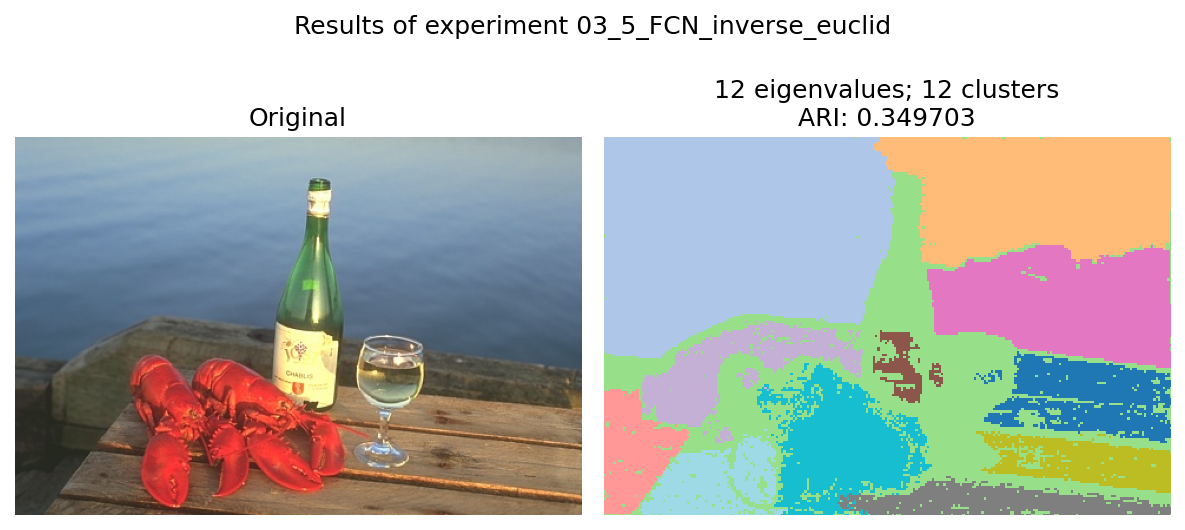 Results of experiment 03_5_FCN_inverse_euclid
Original
12 eigenvalues; 12 clusters
ARI: 0.349703
CHABLIS